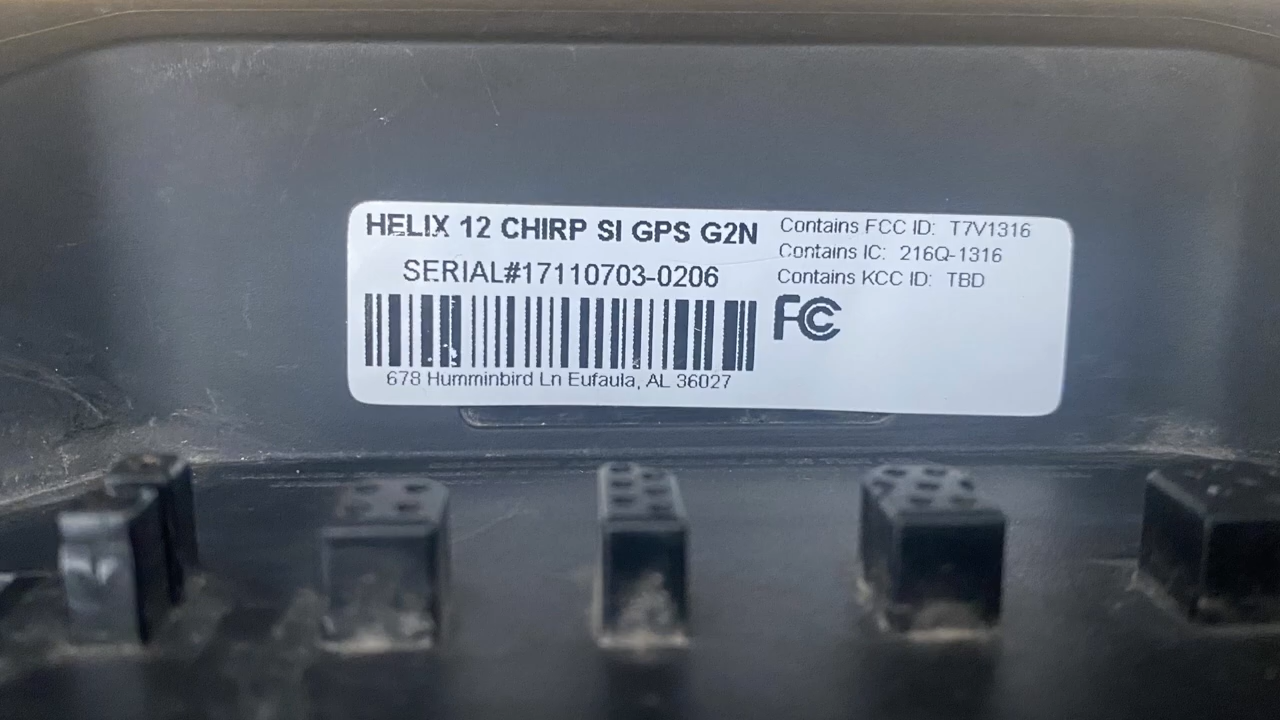 HELIX 12 CHIRP SI GPS G2N
SERIAL#17110703-0206
678 Humminbird Ln Eufaula, AL 36027
Contains FCC ID: T7V1316
Contains IC: 216Q-1316
Contains KCC ID: TBD
FC